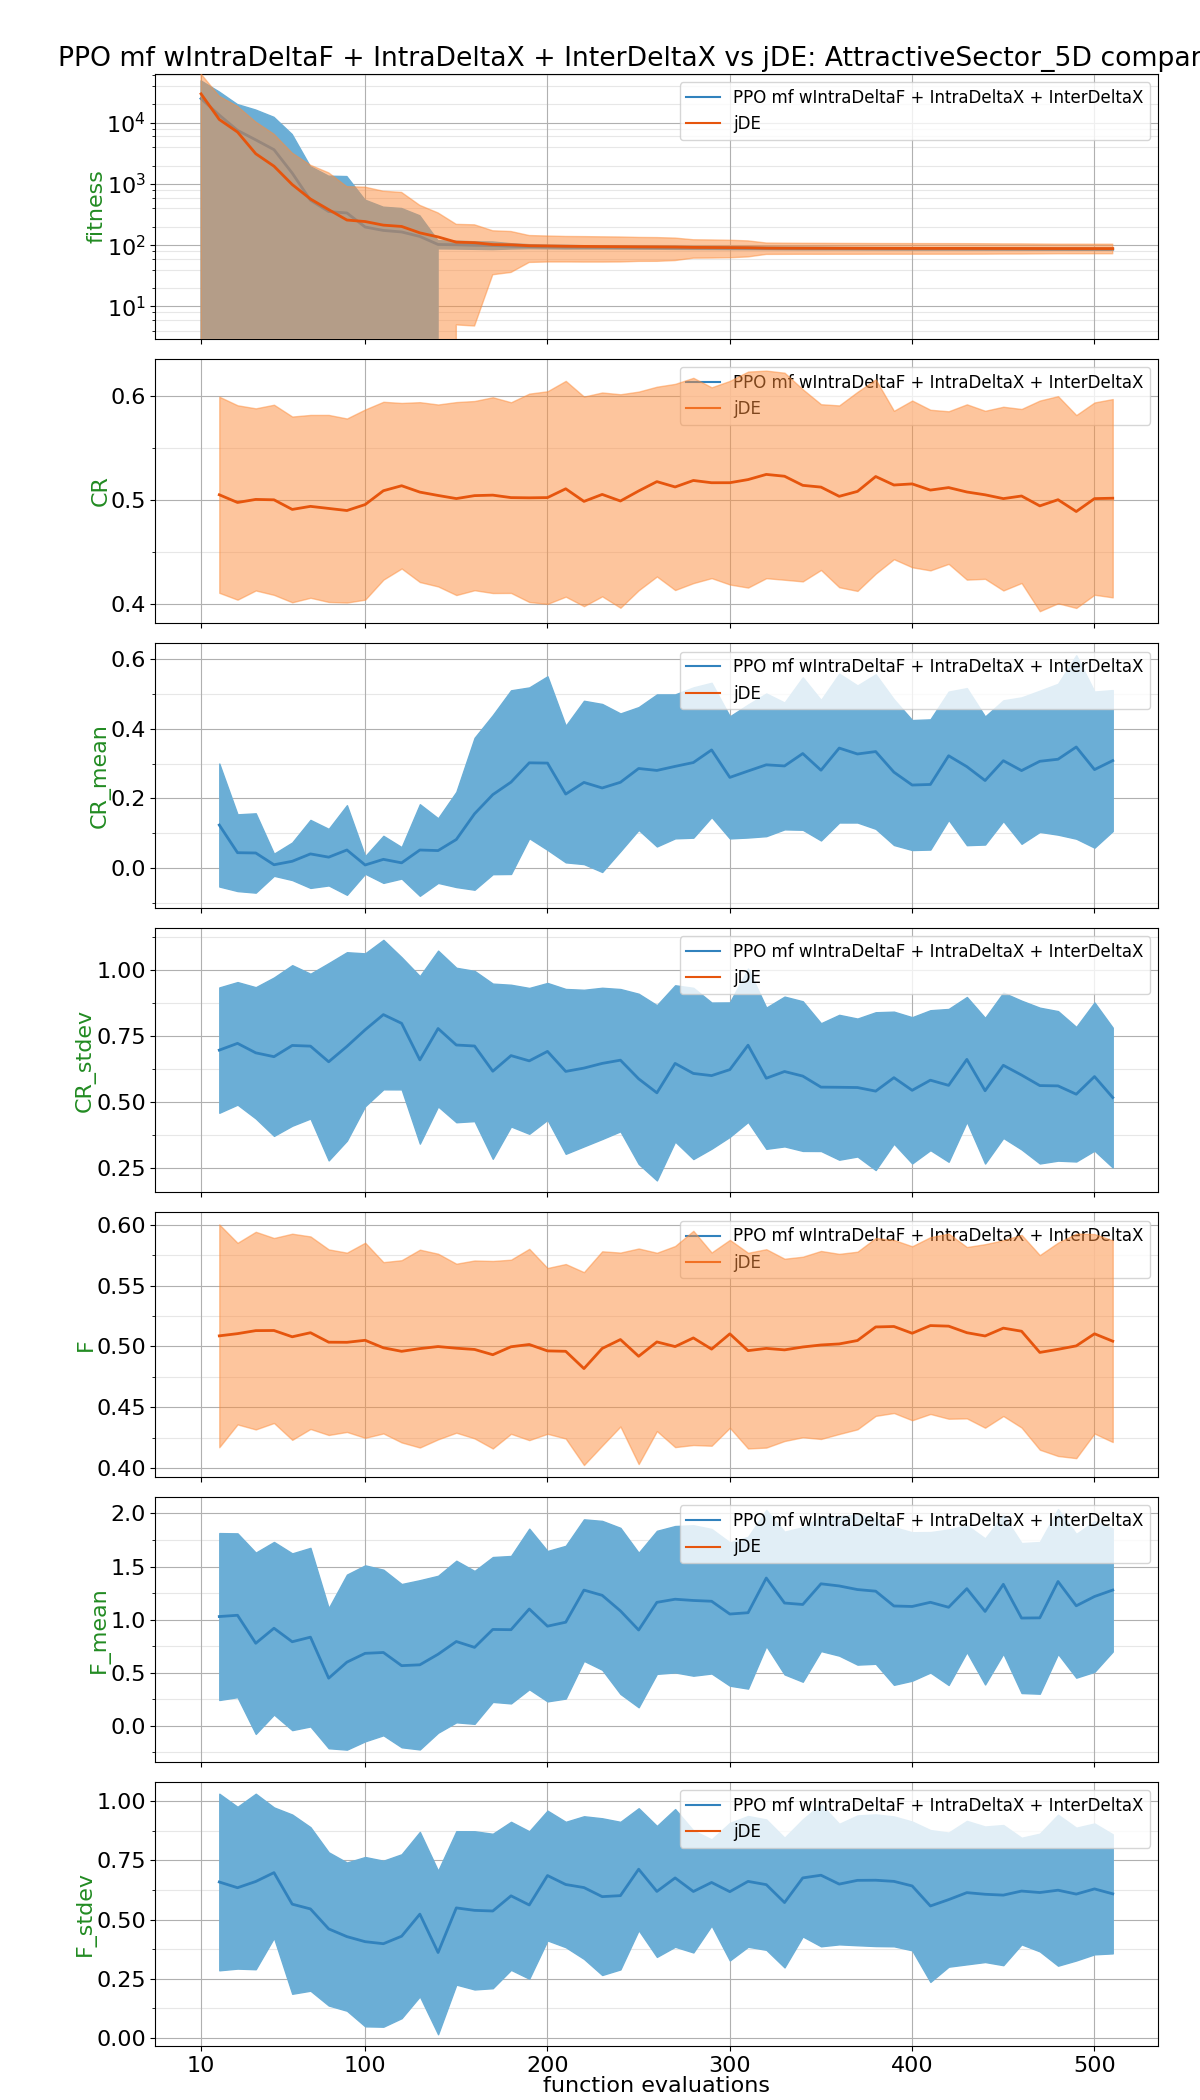 PPO mf wIntraDeltaF + IntraDeltaX + InterDeltaX vs jDE: AttractiveSector_5D compar
PPO mf wIntraDeltaF + IntraDeltaX + InterDeltaX
jDE
fitness
10^4
10^3
10^2
10^1
PPO mf wIntraDeltaF + IntraDeltaX + InterDeltaX
jDE
CR
0.6
0.5
0.4
PPO mf wIntraDeltaF + IntraDeltaX + InterDeltaX
jDE
CR_mean
0.6
0.4
0.2
0.0
PPO mf wIntraDeltaF + IntraDeltaX + InterDeltaX
jDE
CR_stdev
1.00
0.75
0.50
0.25
PPO mf wIntraDeltaF + IntraDeltaX + InterDeltaX
jDE
F
0.60
0.55
0.50
0.45
0.40
PPO mf wIntraDeltaF + IntraDeltaX + InterDeltaX
jDE
F_mean
2.0
1.5
1.0
0.5
0.0
PPO mf wIntraDeltaF + IntraDeltaX + InterDeltaX
jDE
F_stdev
1.00
0.75
0.50
0.25
0.00
10 100 200 300 400 500
function evaluations